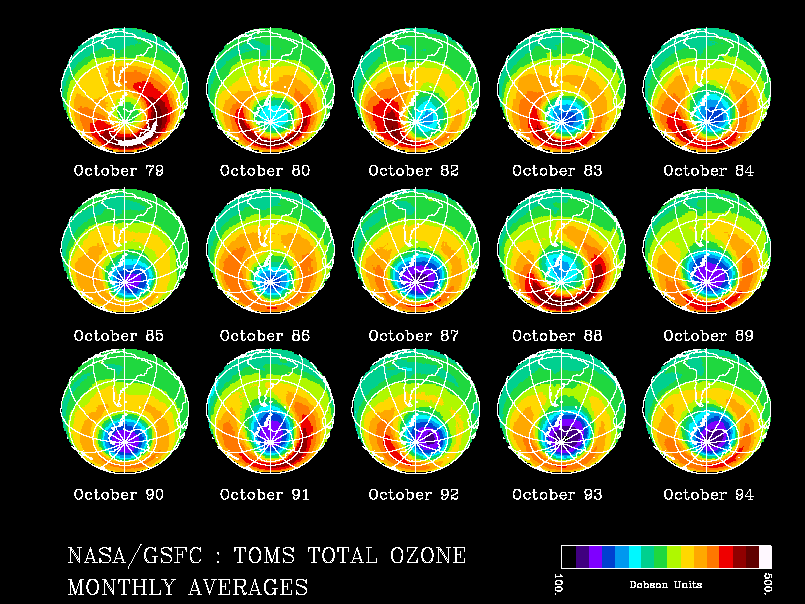 October 79 October 80 October 82 October 83 October 84
October 85 October 86 October 87 October 88 October 89
October 90 October 91 October 92 October 93 October 94
NASA/GSFC : TOMS TOTAL OZONE
MONTHLY AVERAGES
100. Dobson Units 500.